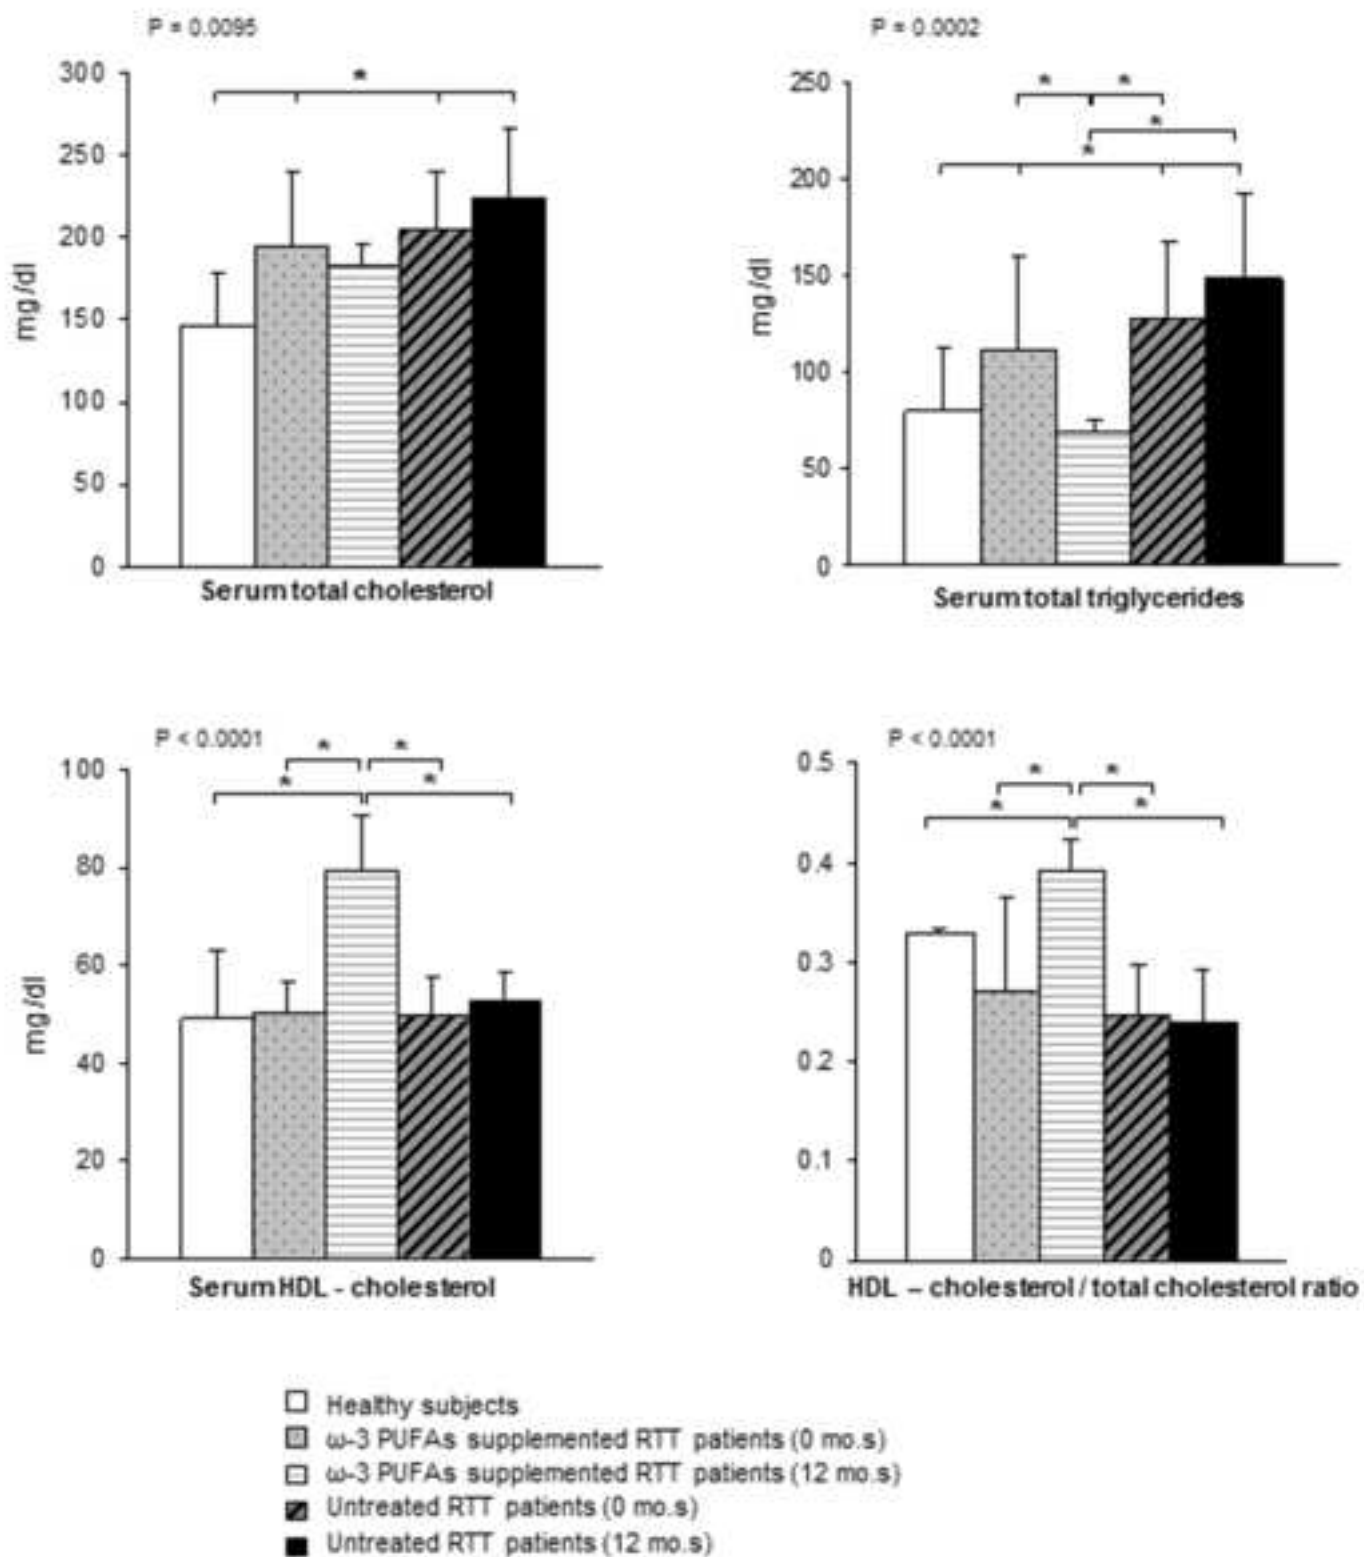 P = 0.0095
*
300
250
200
150
100
50
0
mg/dl
Serum total cholesterol
P = 0.0002
* *
*
*
250
200
150
100
50
0
mg/dl
Serum total triglycerides
P < 0.0001
* *
* *
100
80
60
40
20
0
mg/dl
Serum HDL - cholesterol
P < 0.0001
* *
* *
0.5
0.4
0.3
0.2
0.1
0
HDL – cholesterol / total cholesterol ratio
Healthy subjects
ω-3 PUFAs supplemented RTT patients (0 mo.s)
ω-3 PUFAs supplemented RTT patients (12 mo.s)
Untreated RTT patients (0 mo.s)
Untreated RTT patients (12 mo.s)